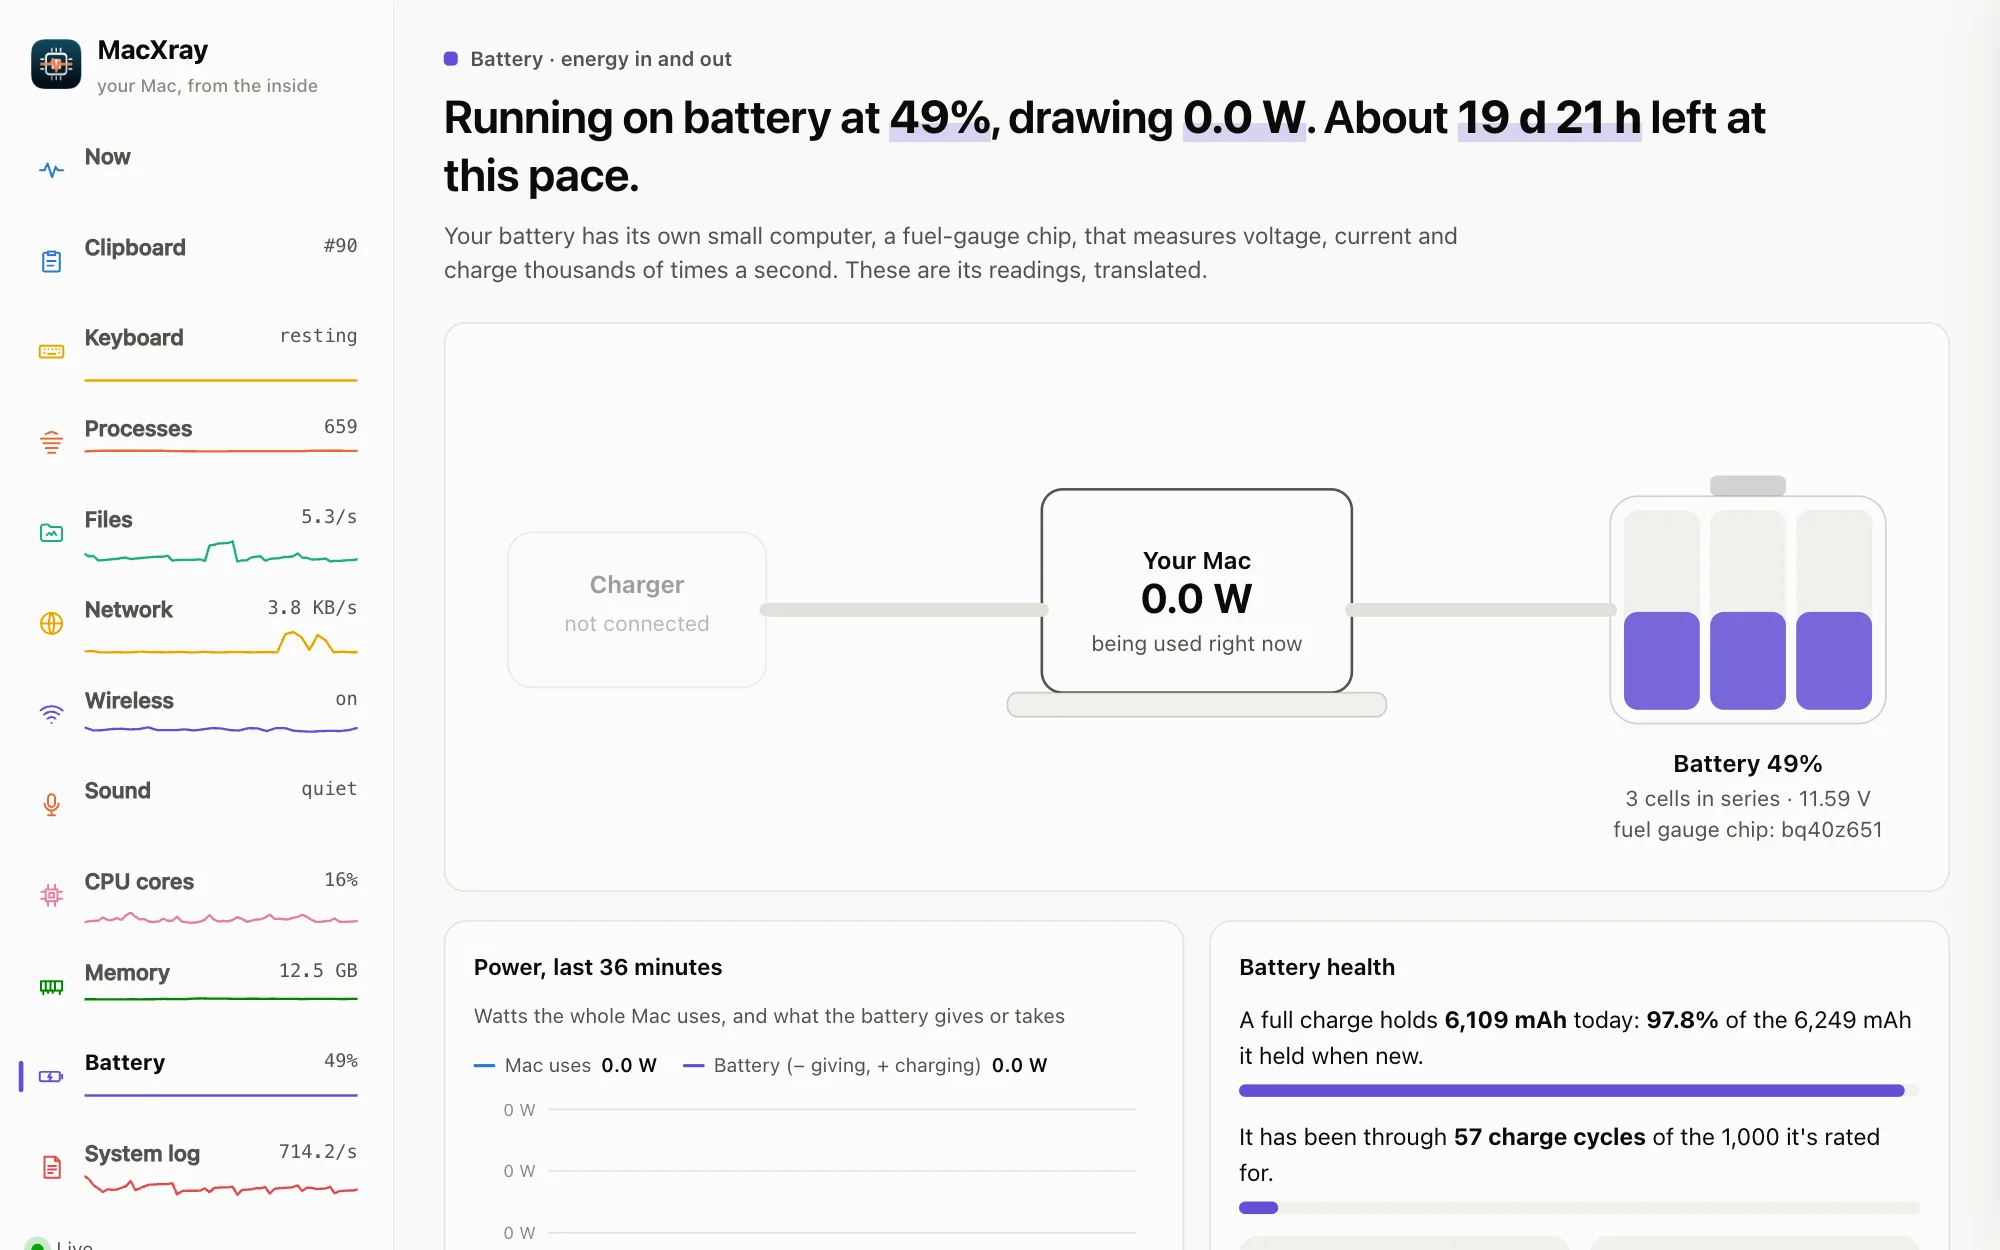 MacXray
your Mac, from the inside
Now
Clipboard #90
Keyboard resting
Processes 659
Files 5.3/s
Network 3.8 KB/s
Wireless on
Sound quiet
CPU cores 16%
Memory 12.5 GB
Battery 49%
System log 714.2/s
Live
Battery · energy in and out
Running on battery at 49%, drawing 0.0 W. About 19 d 21 h left at
this pace.
Your battery has its own small computer, a fuel-gauge chip, that measures voltage, current and
charge thousands of times a second. These are its readings, translated.
Charger
not connected
Your Mac
0.0 W
being used right now
Battery 49%
3 cells in series · 11.59 V
fuel gauge chip: bq40z651
Power, last 36 minutes
Watts the whole Mac uses, and what the battery gives or takes
Mac uses 0.0 W Battery (− giving, + charging) 0.0 W
0 W
0 W
0 W
Battery health
A full charge holds 6,109 mAh today: 97.8% of the 6,249 mAh
it held when new.
It has been through 57 charge cycles of the 1,000 it's rated
for.